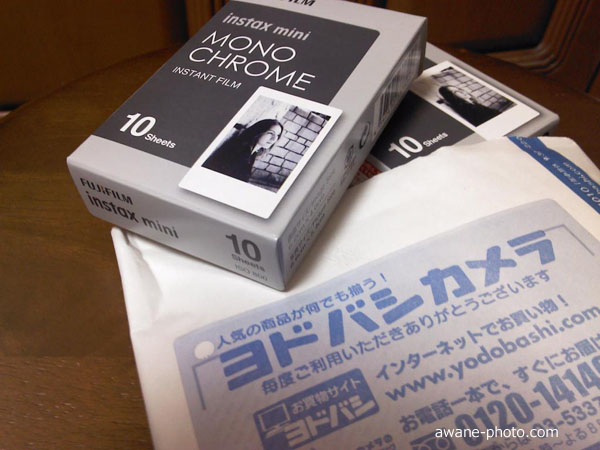 FUJIFILM
instax mini
MONO
CHROME
INSTANT FILM
10 Sheets
FUJIFILM
instax mini
10
Sheets
ISO 800
10 Sheets
人気の商品が何でも揃う!
ヨドバシカメラ
毎度ご利用いただきありがとうございます
お買物サイト
ヨドバシ
インターネットでお買い物!
www.yodobashi.com
お電話一本で、すぐにお届け
0120-1414
awane-photo.com